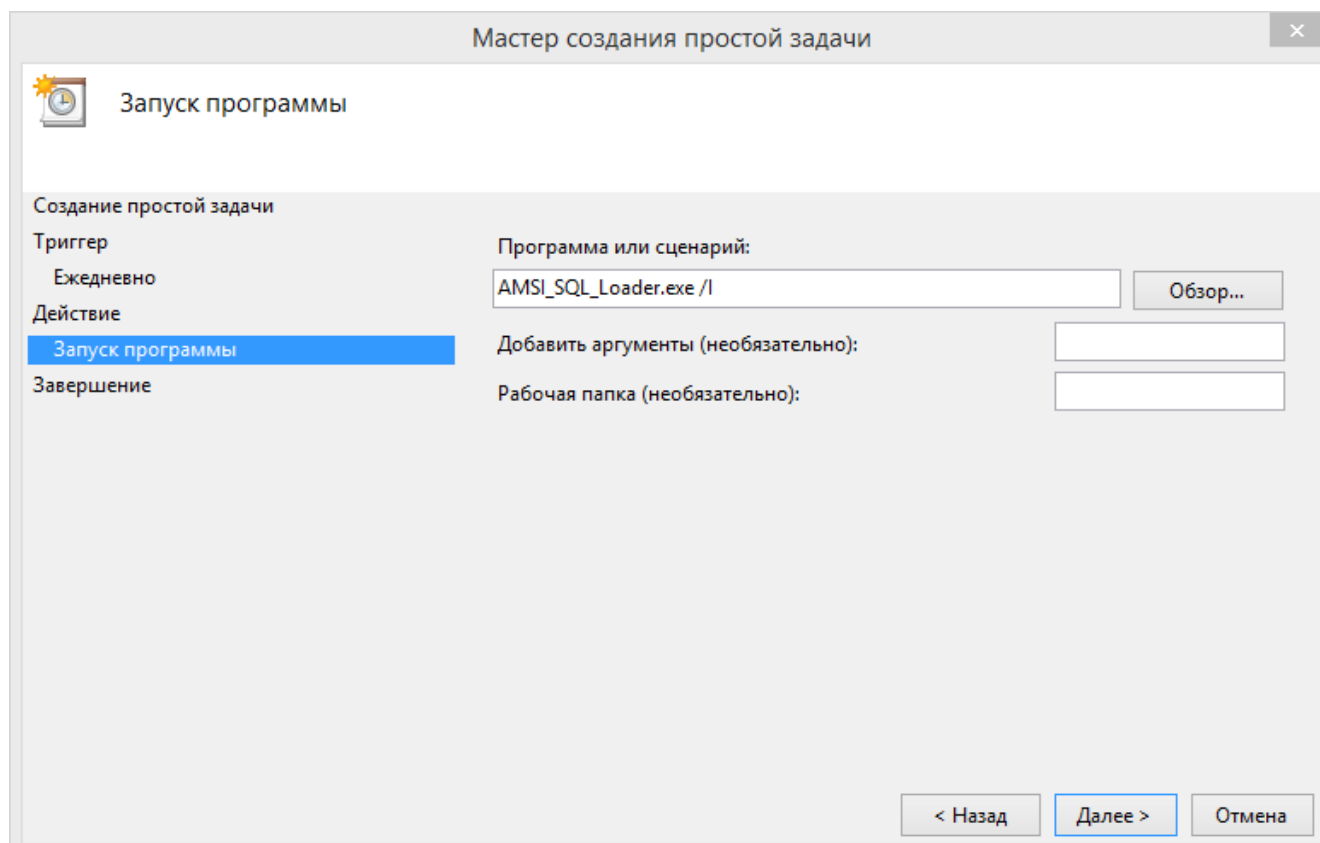 Мастер создания простой задачи
Запуск программы
Создание простой задачи
Триггер
Ежедневно
Действие
Запуск программы
Завершение
Программа или сценарий:
AMSI_SQL_Loader.exe /I
Обзор...
Добавить аргументы (необязательно):
Рабочая папка (необязательно):
< Назад
Далее >
Отмена